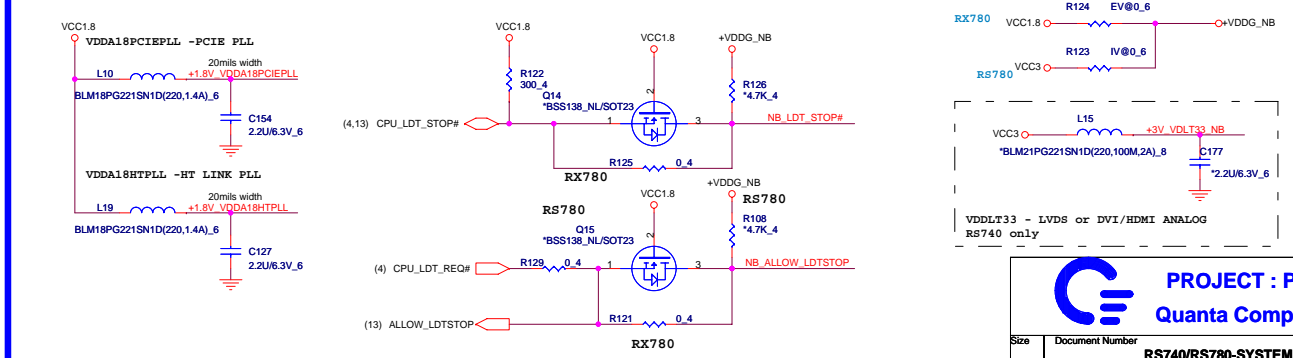 VCC1.8
VDDA18PCIEPLL -PCIE PLL
20mils width
L10
+1.8V_VDDA18PCIEPLL
BLM18PG221SN1D(220,1.4A)_6
C154
2.2U/6.3V_6
VDDA18HTPLL -HT LINK PLL
20mils width
L19
+1.8V_VDDA18HTPLL
BLM18PG221SN1D(220,1.4A)_6
C127
2.2U/6.3V_6
VCC1.8
R122
300_4
VCC1.8
+VDDG_NB
R126
*4.7K_4
Q14
*BSS138_NL/SOT23
2
(4,13) CPU_LDT_STOP#
1
3
NB_LDT_STOP#
R125
0_4
RX780
VCC1.8
+VDDG_NB
RS780
RS780
R108
*4.7K_4
Q15
*BSS138_NL/SOT23
2
(4) CPU_LDT_REQ#
R129
0_4
1
3
NB_ALLOW_LDTSTOP
(13) ALLOW_LDTSTOP
R121
0_4
RX780
R124
EV@0_6
RX780
VCC1.8
+VDDG_NB
R123
IV@0_6
RS780
VCC3
VCC3
L15
+3V_VDLT33_NB
*BLM21PG221SN1D(220,100M,2A)_8
C177
*2.2U/6.3V_6
VDDLT33 - LVDS or DVI/HDMI ANALOG
RS740 only
PROJECT : P
Quanta Comp
Size
Document Number
RS740/RS780-SYSTEM